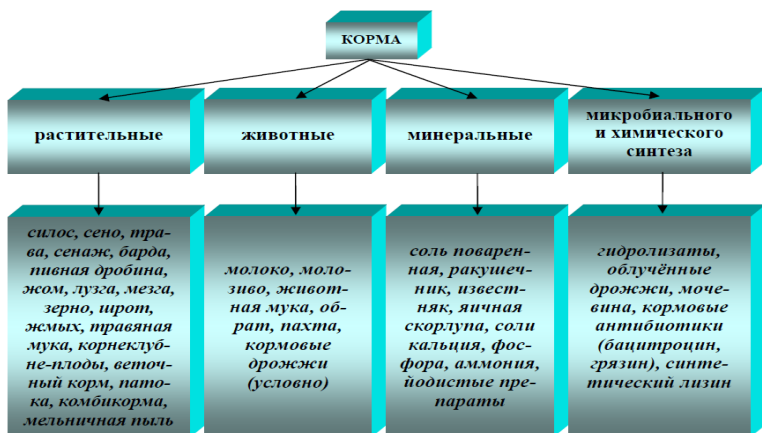 КОРМА
растительные
животные
минеральные
микробиального
и химического
синтеза
силос, сено, тра-
ва, сенаж, барда,
пивная дробина,
жом, лузга, мезга,
зерно, шрот,
жмых, травяная
мука, корнеклуб-
не-плоды, веточ-
ный корм, пато-
ка, комбикорма,
мельничная пыль
молоко, моло-
зиво, живот-
ная мука, об-
рат, пахта,
кормовые
дрожжи
(условно)
соль поварен-
ная, ракушеч-
ник, извест-
няк, яичная
скорлупа, соли
кальция, фос-
фора, аммония,
йодистые пре-
параты
гидролизаты,
облучённые
дрожжи, моче-
вина, кормовые
антибиотики
(бацитроцин,
грязин), синте-
тический лизин